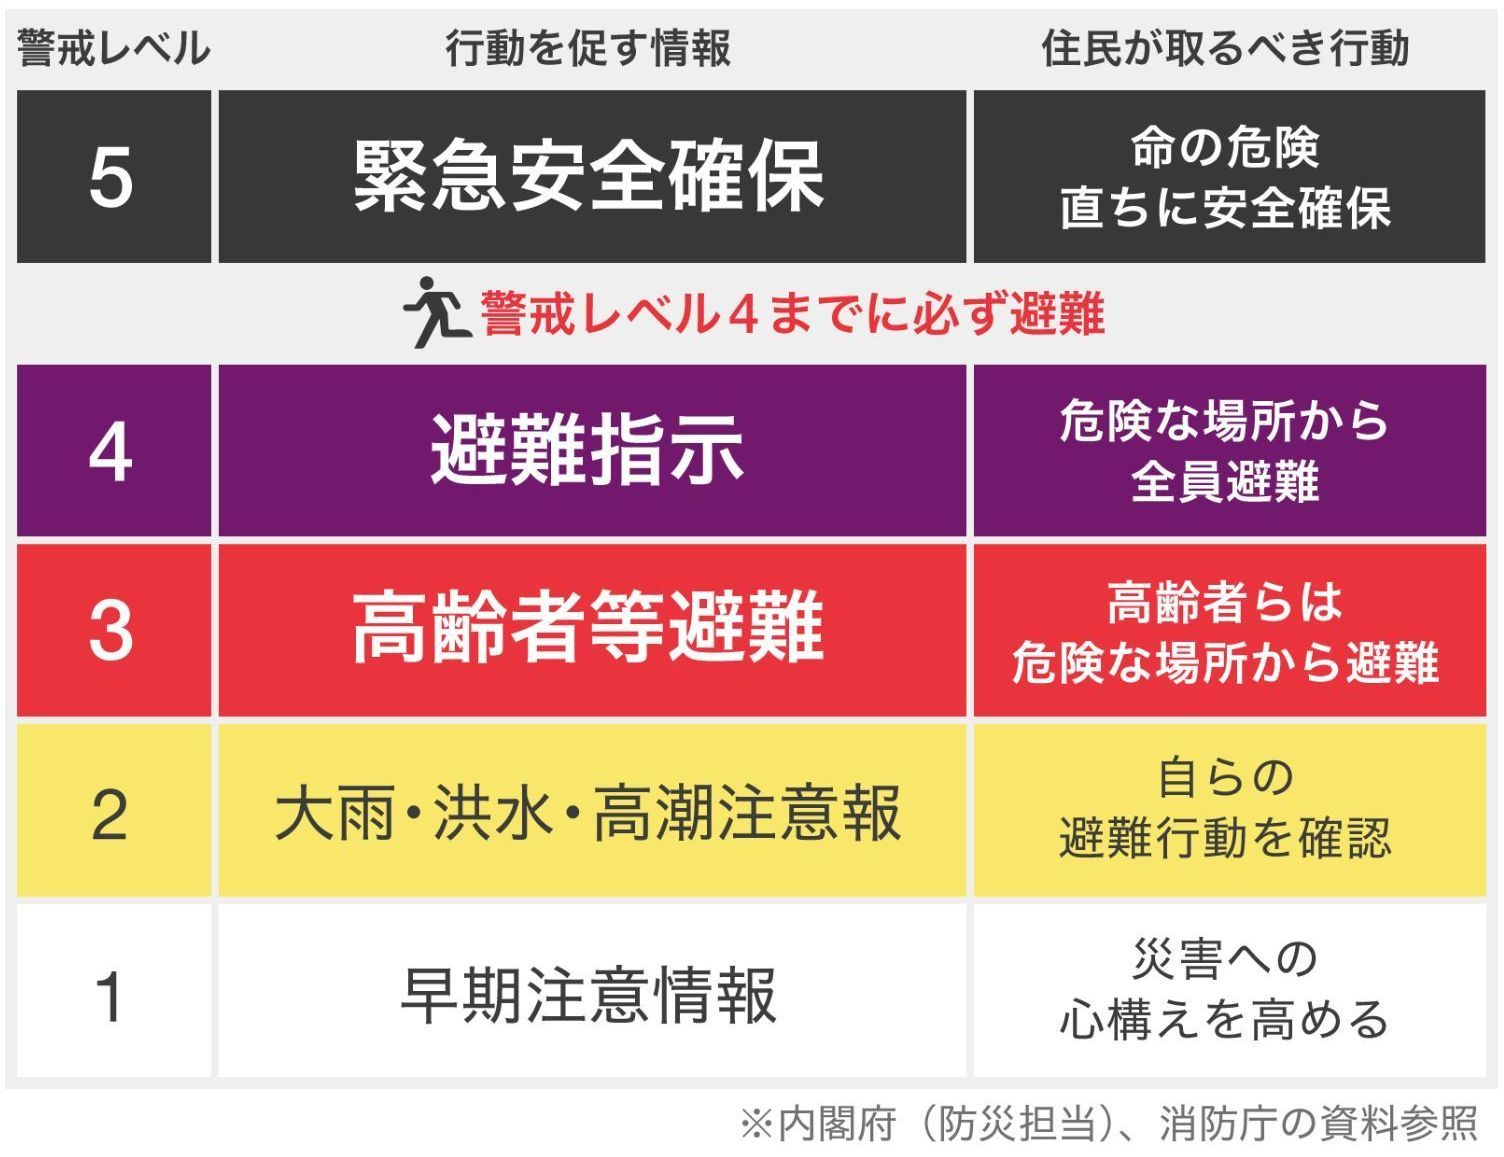 警戒レベル 行動を促す情報 住民が取るべき行動
5 緊急安全確保 命の危険
直ちに安全確保
警戒レベル4までに必ず避難
4 避難指示 危険な場所から
全員避難
3 高齢者等避難 高齢者らは
危険な場所から避難
2 大雨・洪水・高潮注意報 自らの
避難行動を確認
1 早期注意情報 災害への
心構えを高める
※内閣府（防災担当）、消防庁の資料参照